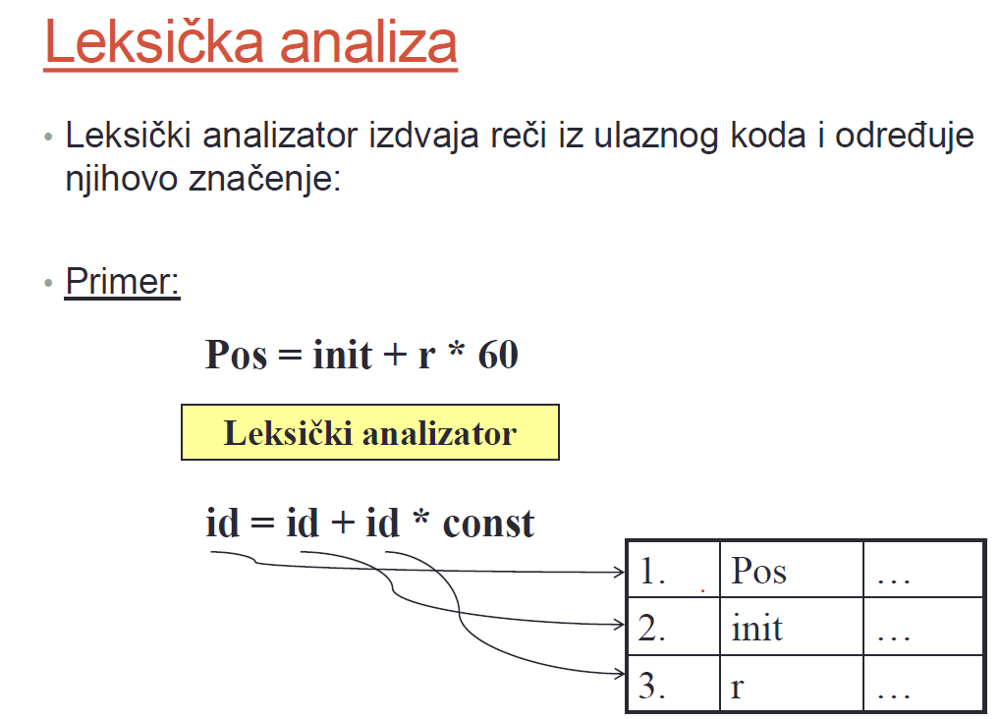 Leksička analiza
• Leksički analizator izdvaja reči iz ulaznog koda i određuje
njihovo značenje:
• Primer:
Pos = init + r * 60
Leksički analizator
id = id + id * const
1. Pos ...
2. init ...
3. r ...